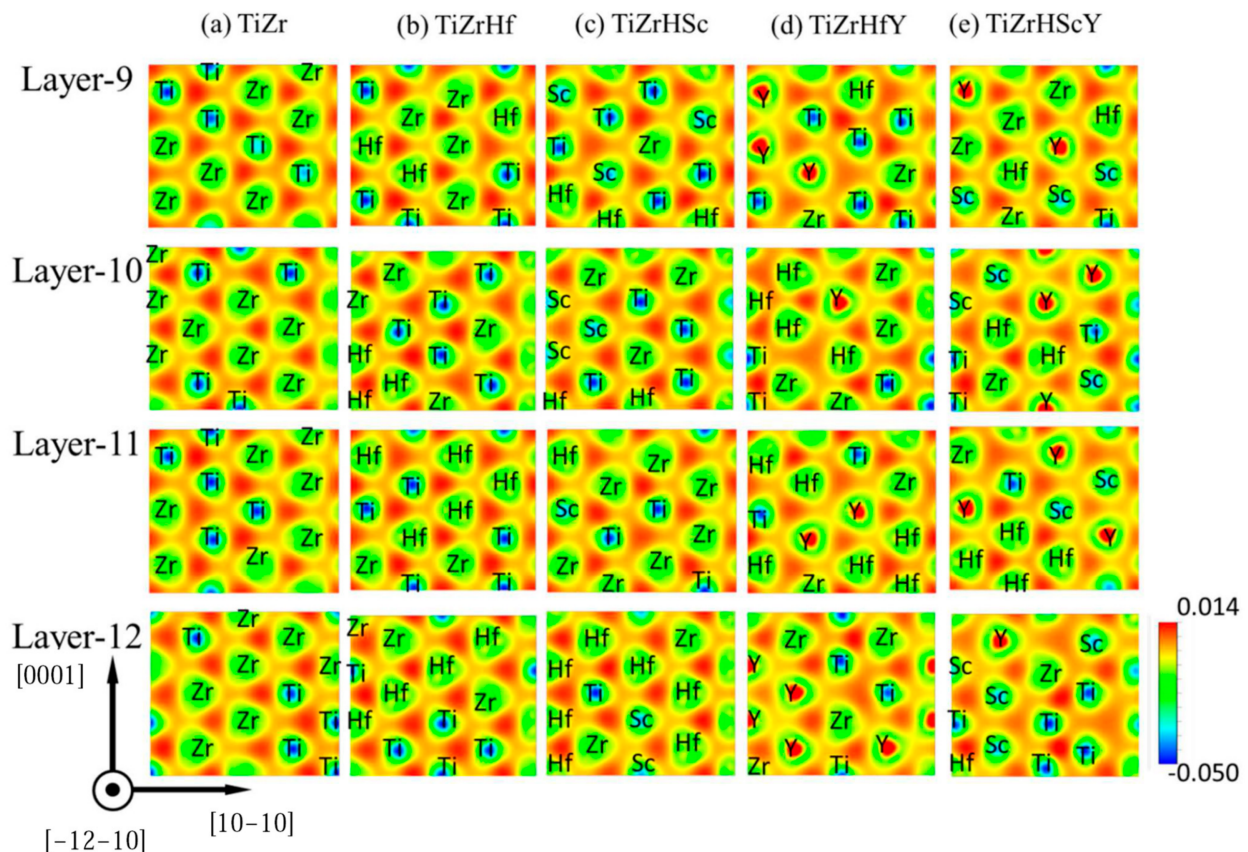 (a) TiZr (b) TiZrHf (c) TiZrHSc (d) TiZrHfY (e) TiZrHScY
Layer-9
Ti Zr
Ti Zr
Ti Zr
Zr Ti
Zr Ti
Zr Zr
Ti Zr
Zr Hf
Hf Zr
Hf Ti
Ti Zr
Ti Ti
Sc Ti
Ti Sc
Ti Zr
Sc Ti
Hf Ti
Hf Hf
Y Hf
Ti Ti
Y Ti
Y Zr
Ti Ti
Zr Ti
Y Zr
Zr Hf
Zr Y
Hf Sc
Sc Sc
Zr Ti
Layer-10
Zr
Ti Ti
Zr Zr
Zr Zr
Zr Zr
Ti Zr
Ti
Zr Ti
Zr Ti
Ti Zr
Hf Ti
Hf Ti
Hf Zr
Zr Zr
Sc Ti
Sc Ti
Sc Zr
Ti Ti
Hf Hf
Hf Zr
Hf Y
Hf Zr
Ti Hf
Zr Ti
Ti Zr
Sc Y
Sc Y
Hf Ti
Ti Hf
Zr Sc
Ti Y
Layer-11
Ti Zr
Ti Zr
Ti Zr
Zr Ti
Ti Zr
Zr Zr
Hf Hf
Ti Hf
Ti Hf
Hf Zr
Zr Hf
Ti Ti
Hf Zr
Zr Zr
Sc Ti
Ti Zr
Zr Zr
Zr Ti
Hf Ti
Hf Zr
Ti Y
Y Hf
Hf Hf
Zr Hf
Zr Y
Ti Sc
Y Sc
Hf Y
Hf Hf
Hf
Layer-12
Zr
Ti Zr
Zr Zr
Zr Ti
Zr Ti
Zr Ti
Ti
Zr Zr Hf
Ti Hf
Hf Zr
Hf Ti
Ti Ti
Ti
Hf Zr
Hf Hf
Ti Hf
Hf Sc
Zr Hf
Hf Sc
Zr Zr
Y Ti
Y Ti
Y Zr
Y Y
Zr Ti
Y Sc
Sc Zr
Sc Ti
Ti Ti
Sc Ti
Hf Ti
0.014
-0.050
[0001]
[10-10]
[-12-10]